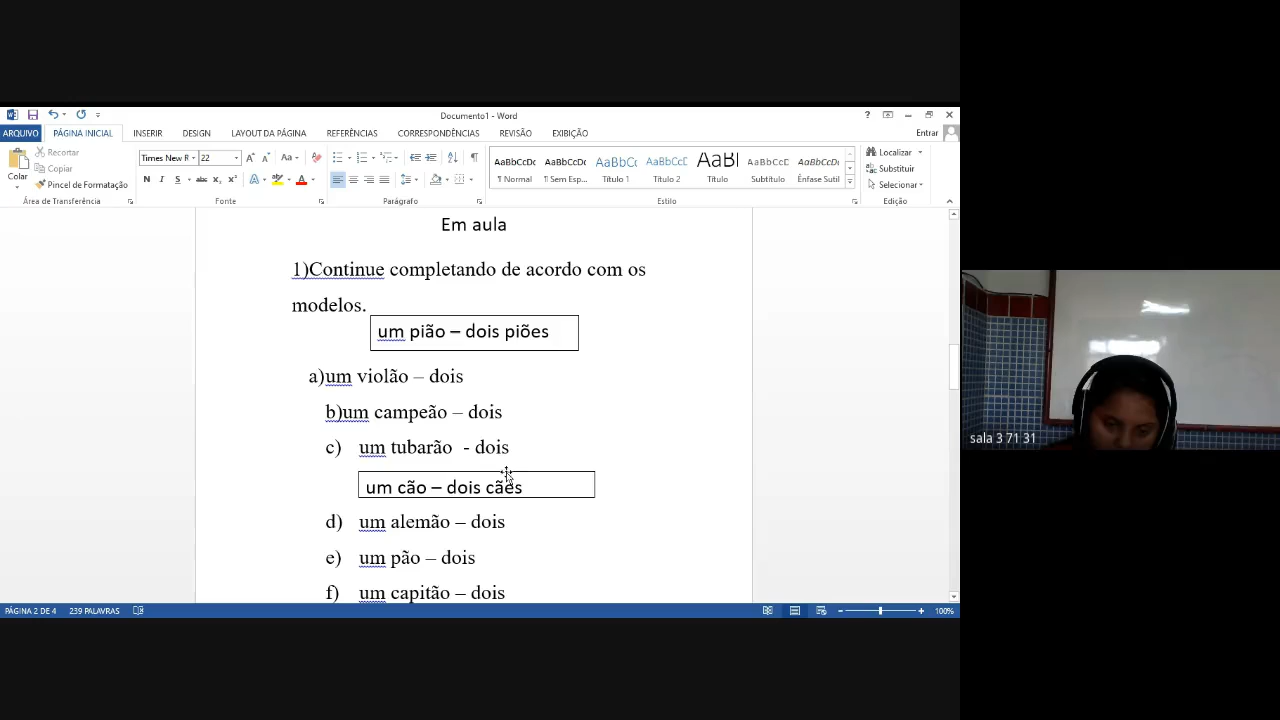 Documento1 - Word
ARQUIVO PÁGINA INICIAL INSERIR DESIGN LAYOUT DA PÁGINA REFERÊNCIAS CORRESPONDÊNCIAS REVISÃO EXIBIÇÃO Entrar
Colar
Recortar
Copiar
Pincel de Formatação
Times New R 22
AaBbCcDc AaBbCcDc AaBbCc AaBbCcD AaBl AaBbCcD AaBbCcDc
¶ Normal ¶ Sem Esp... Título 1 Título 2 Título Subtítulo Ênfase Sutil
Localizar
Substituir
Selecionar
Área de Transferência Fonte Parágrafo Estilo Edição
Em aula
1)Continue completando de acordo com os
modelos.
um pião – dois piões
a)um violão – dois
b)um campeão – dois
c) um tubarão - dois
um cão – dois cães
d) um alemão – dois
e) um pão – dois
f) um capitão – dois
PÁGINA 2 DE 4 239 PALAVRAS 100%
sala 3 71 31